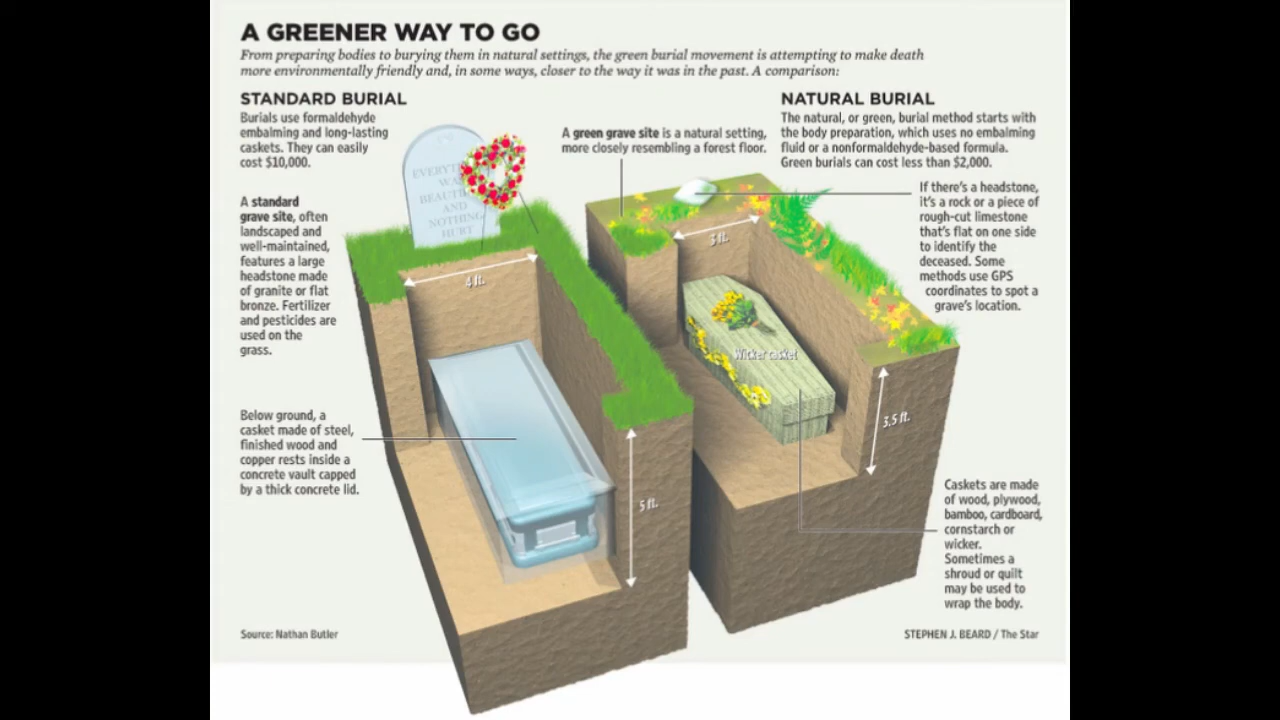 A GREENER WAY TO GO
From preparing bodies to burying them in natural settings, the green burial movement is attempting to make death
more environmentally friendly and, in some ways, closer to the way it was in the past. A comparison:
STANDARD BURIAL
Burials use formaldehyde
embalming and long-lasting
caskets. They can easily
cost $10,000.
A standard
grave site, often
landscaped and
well-maintained,
features a large
headstone made
of granite or flat
bronze. Fertilizer
and pesticides are
used on the
grass.
Below ground, a
casket made of steel,
finished wood and
copper rests inside a
concrete vault capped
by a thick concrete lid.
EVERYTHING
WAS
BEAUTIFUL
AND
NOTHING
HURT
4 ft.
5 ft.
A green grave site is a natural setting,
more closely resembling a forest floor.
NATURAL BURIAL
The natural, or green, burial method starts with
the body preparation, which uses no embalming
fluid or a nonformaldehyde-based formula.
Green burials can cost less than $2,000.
If there's a headstone,
it's a rock or a piece of
rough-cut limestone
that's flat on one side
to identify the
deceased. Some
methods use GPS
coordinates to spot a
grave's location.
3 ft.
Wicker casket
3.5 ft.
Caskets are made
of wood, plywood,
bamboo, cardboard,
cornstarch or
wicker.
Sometimes a
shroud or quilt
may be used to
wrap the body.
Source: Nathan Butler
STEPHEN J. BEARD / The Star